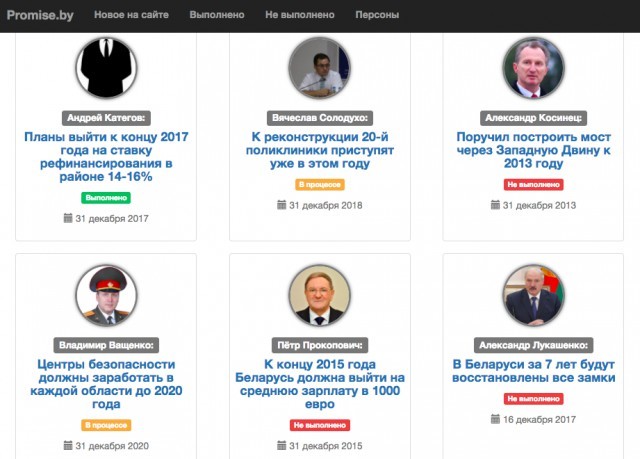 Promise.by Новое на сайте Выполнено Не выполнено Персоны
Андрей Категов:
Планы выйти к концу 2017
года на ставку
рефинансирования в
районе 14-16%
Выполнено
31 декабря 2017
Вячеслав Солодухо:
К реконструкции 20-й
поликлиники приступят
уже в этом году
В процессе
31 декабря 2018
Александр Косинец:
Поручил построить мост
через Западную Двину к
2013 году
Не выполнено
31 декабря 2013
Владимир Ващенко:
Центры безопасности
должны заработать в
каждой области до 2020
года
В процессе
31 декабря 2020
Пётр Прокопович:
К концу 2015 года
Беларусь должна выйти на
среднюю зарплату в 1000
евро
Не выполнено
31 декабря 2015
Александр Лукашенко:
В Беларуси за 7 лет будут
восстановлены все замки
Не выполнено
16 декабря 2017